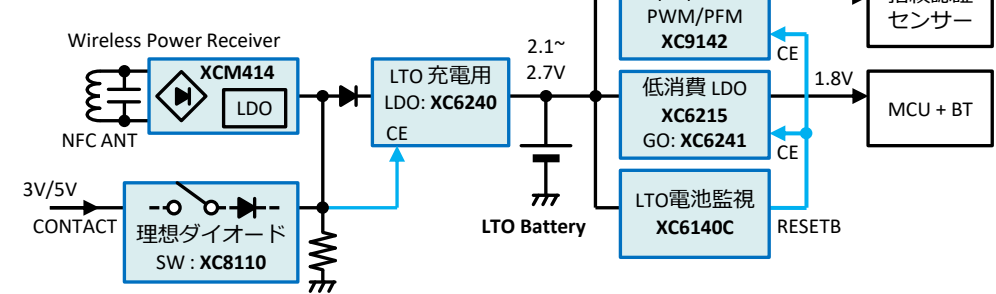 PWM/PFM
XC9142
センサー
CE
Wireless Power Receiver
XCM414
LDO
NFC ANT
LTO 充電用
LDO: XC6240
CE
2.1~
2.7V
低消費 LDO
XC6215
GO: XC6241
CE
1.8V
MCU + BT
3V/5V
CONTACT
理想ダイオード
SW : XC8110
LTO Battery
LTO電池監視
XC6140C
RESETB